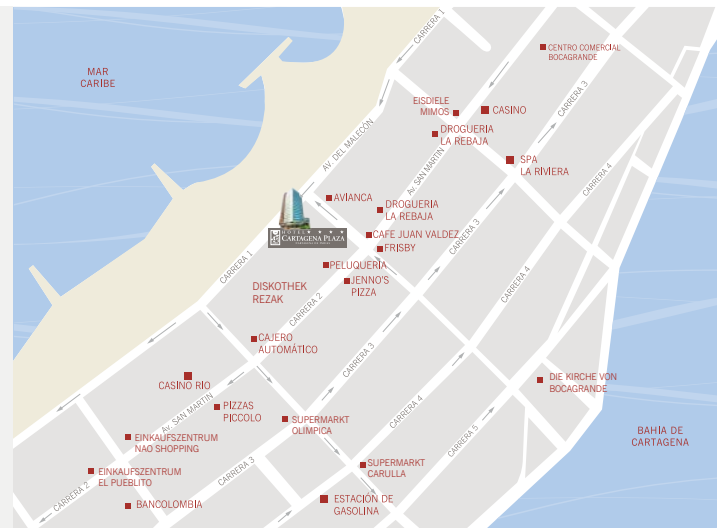 CARRERA 1
CENTRO COMERCIAL
BOCAGRANDE
MAR
CARÍBE
CARRERA 3
EISDIELE
MIMOS
CASINO
DROGUERIA
LA REBAJA
AV. DEL MALECÓN
SPA
LA RIVIERA
Av. SAN MARTIN
CARRERA 4
AVIANCA
DROGUERIA
LA REBAJA
HOTEL
CARTAGENA PLAZA
CAFE JUAN VALDEZ
FRISBY
CARRERA 3
PELUQUERÍA
CARRERA 1
JENNO'S
PIZZA
DISKOTHEK
REZAK
CARRERA 2
CARRERA 4
CAJERO
AUTOMÁTICO
CARRERA 3
CASINO RIO
DIE KIRCHE VON
BOCAGRANDE
PIZZAS
PICCOLO
Av. SAN MARTIN
CARRERA 4
SUPERMARKT
OLIMPICA
BAHIA DE
CARTAGENA
EINKAUFSZENTRUM
NAO SHOPPING
CARRERA 5
EINKAUFSZENTRUM
EL PUEBLITO
SUPERMARKT
CARULLA
CARRERA 3
CARRERA 2
BANCOLOMBIA
ESTACIÓN DE
GASOLINA